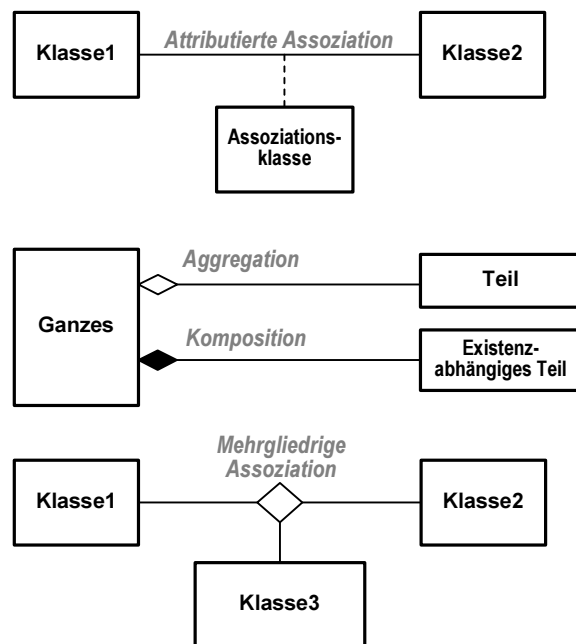 Klasse1
Attributierte Assoziation
Klasse2
Assoziations-
klasse
Ganzes
Aggregation
Teil
Komposition
Existenz-
abhängiges Teil
Mehrgliedrige
Assoziation
Klasse1
Klasse2
Klasse3